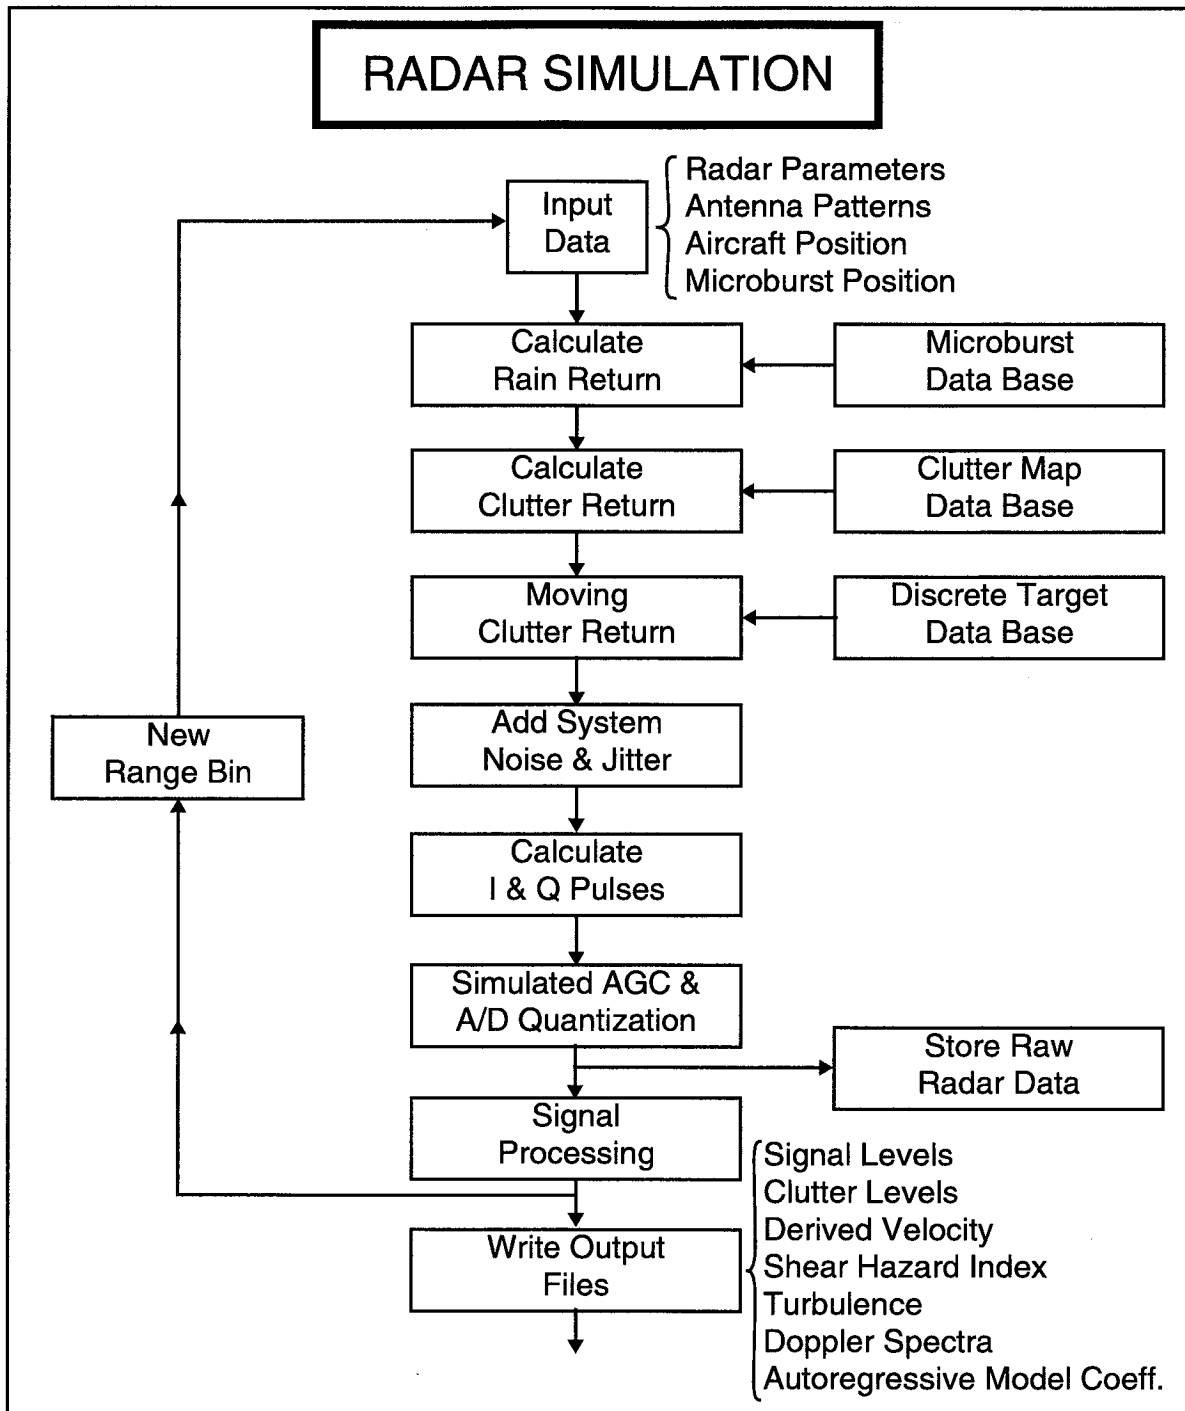 RADAR SIMULATION
Input
Data
Radar Parameters
Antenna Patterns
Aircraft Position
Microburst Position
Calculate
Rain Return
Microburst
Data Base
Calculate
Clutter Return
Clutter Map
Data Base
Moving
Clutter Return
Discrete Target
Data Base
Add System
Noise & Jitter
New
Range Bin
Calculate
I & Q Pulses
Simulated AGC &
A/D Quantization
Store Raw
Radar Data
Signal
Processing
Write Output
Files
Signal Levels
Clutter Levels
Derived Velocity
Shear Hazard Index
Turbulence
Doppler Spectra
Autoregressive Model Coeff.